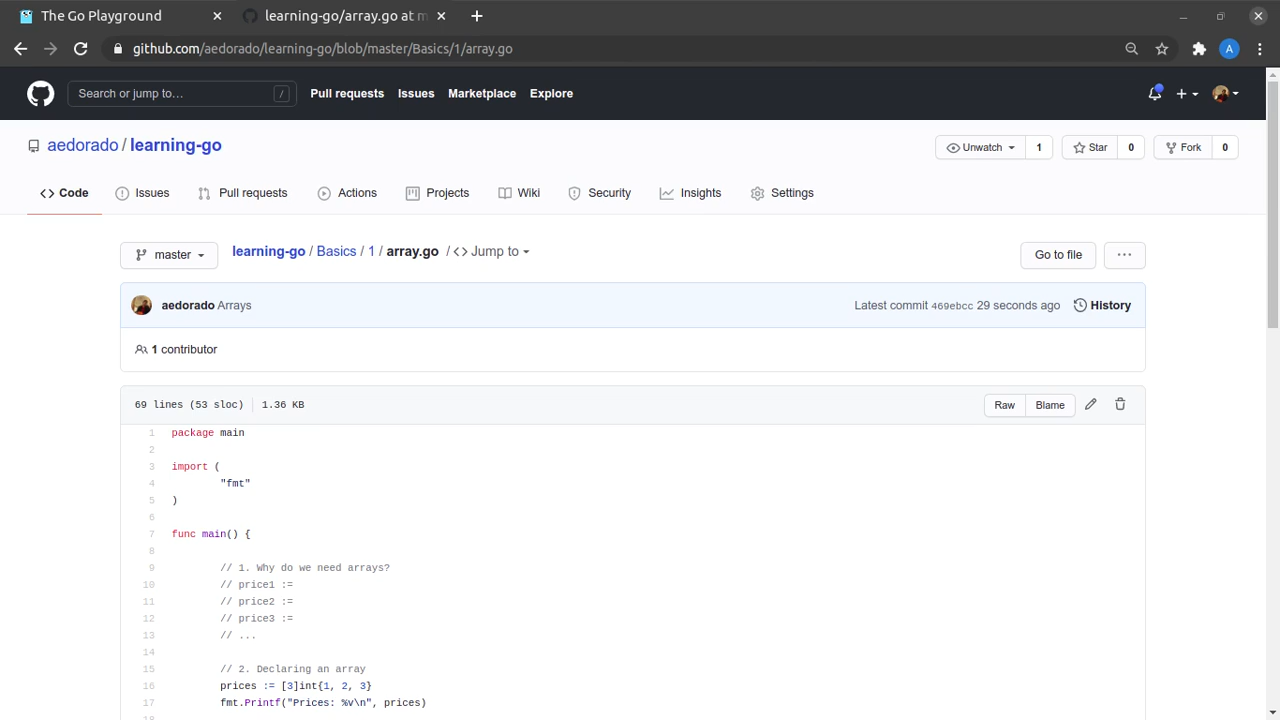 The Go Playground
learning-go/array.go at m
github.com/aedorado/learning-go/blob/master/Basics/1/array.go
A
Search or jump to…
/
Pull requests
Issues
Marketplace
Explore
aedorado / learning-go
Unwatch 1
Star 0
Fork 0
Code
Issues
Pull requests
Actions
Projects
Wiki
Security
Insights
Settings
master
learning-go / Basics / 1 / array.go / <> Jump to
Go to file
···
aedorado Arrays
Latest commit 469ebcc 29 seconds ago
History
1 contributor
69 lines (53 sloc) 1.36 KB
Raw
Blame
1 package main
2
3 import (
4 "fmt"
5 )
6
7 func main() {
8
9 // 1. Why do we need arrays?
10 // price1 :=
11 // price2 :=
12 // price3 :=
13 // ...
14
15 // 2. Declaring an array
16 prices := [3]int{1, 2, 3}
17 fmt.Printf("Prices: %v\n", prices)